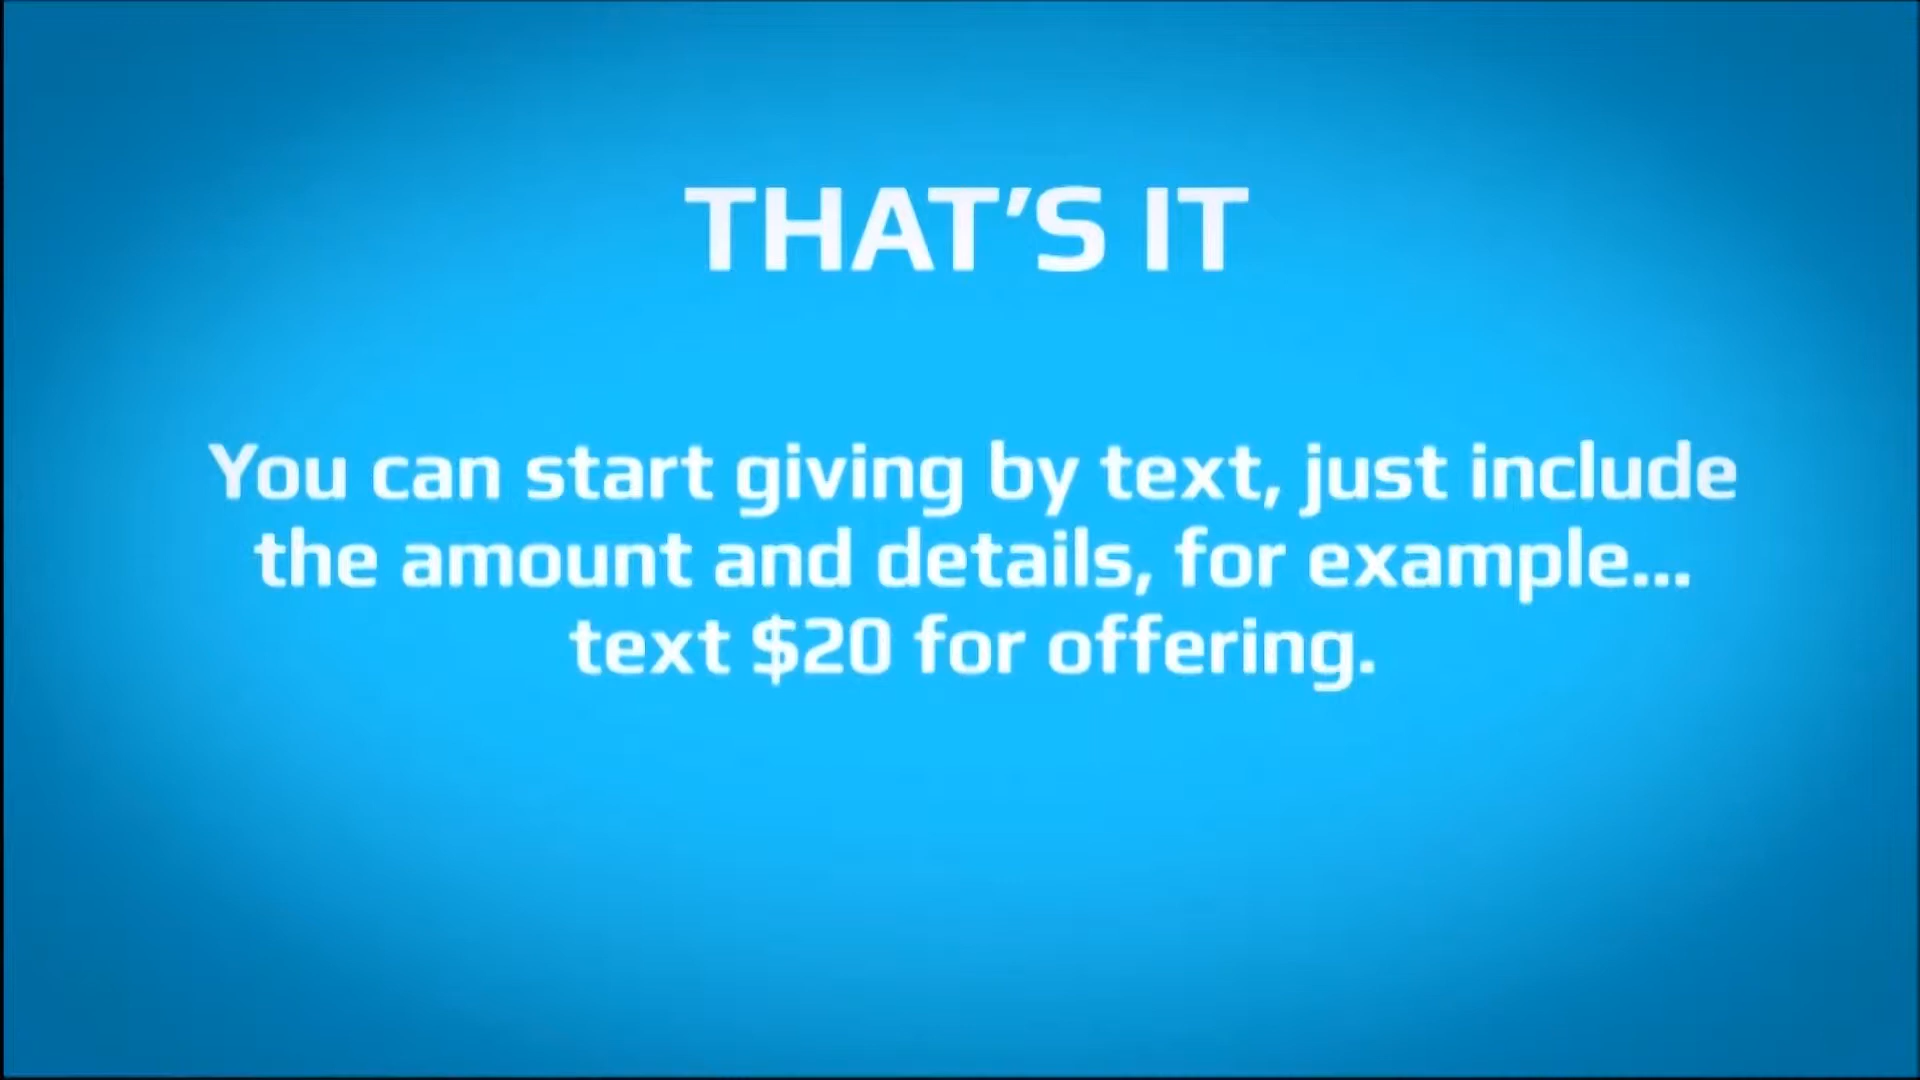 THAT’S IT
You can start giving by text, just include
the amount and details, for example...
text $20 for offering.